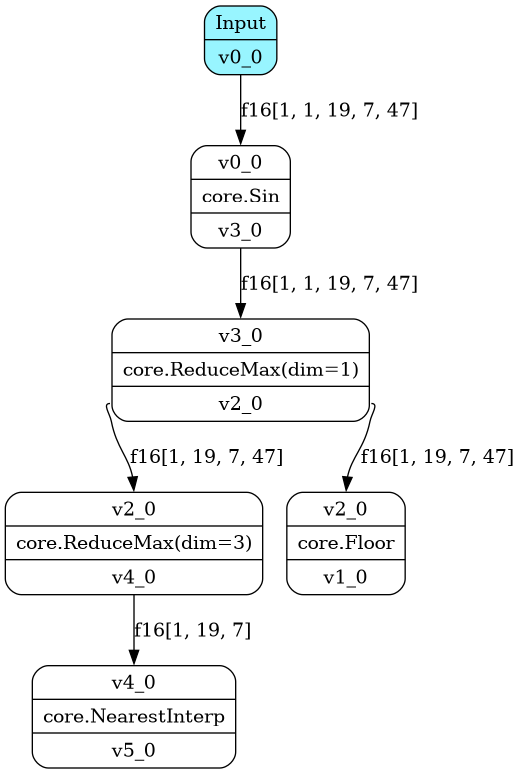 Input
v0_0
f16[1, 1, 19, 7, 47]
v0_0
core.Sin
v3_0
f16[1, 1, 19, 7, 47]
v3_0
core.ReduceMax(dim=1)
v2_0
f16[1, 19, 7, 47]
f16[1, 19, 7, 47]
v2_0
core.ReduceMax(dim=3)
v4_0
v2_0
core.Floor
v1_0
f16[1, 19, 7]
v4_0
core.NearestInterp
v5_0